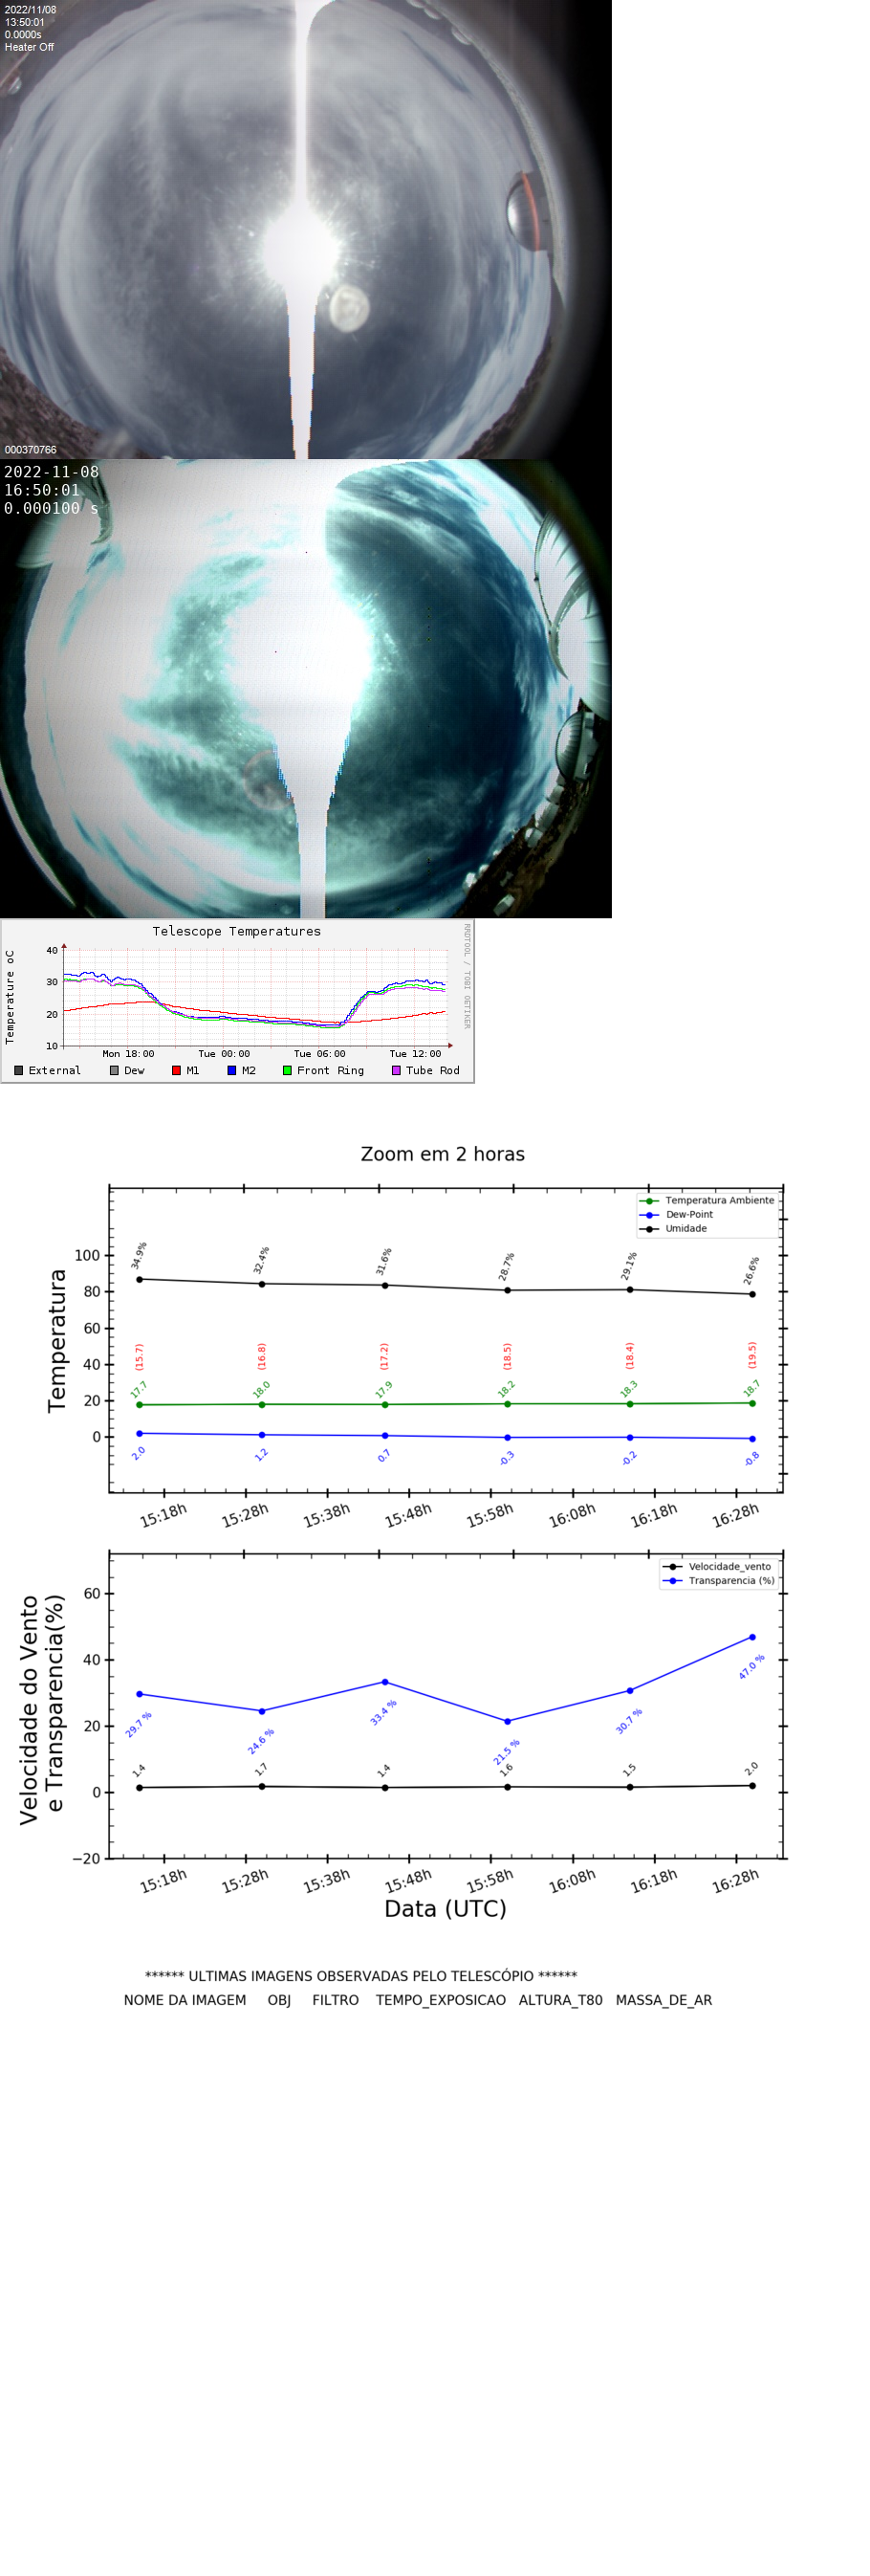 2022/11/08
13:50:01
0.0000s
Heater Off
000370766
2022-11-08
16:50:01
0.000100 s
Telescope Temperatures
RRDTOOL / TOBI OETIKER
Temperature oC
40
30
20
10
Mon 18:00 Tue 00:00 Tue 06:00 Tue 12:00
External Dew M1 M2 Front Ring Tube Rod
Zoom em 2 horas
Temperatura Ambiente
Dew-Point
Umidade
Temperatura
100
80
60
40
20
0
34.9% 32.4% 31.6% 28.7% 29.1% 26.6%
(15.7) (16.8) (17.2) (18.5) (18.4) (19.5)
17.7 18.0 17.9 18.2 18.3 18.7
2.0 1.2 0.7 -0.3 -0.2 -0.8
15:18h 15:28h 15:38h 15:48h 15:58h 16:08h 16:18h 16:28h
Velocidade_vento
Transparencia (%)
Velocidade do Vento
e Transparencia(%)
60
40
20
0
−20
29.7 % 24.6 % 33.4 % 21.5 % 30.7 % 47.0 %
1.4 1.7 1.4 1.6 1.5 2.0
15:18h 15:28h 15:38h 15:48h 15:58h 16:08h 16:18h 16:28h
Data (UTC)
****** ULTIMAS IMAGENS OBSERVADAS PELO TELESCÓPIO ******
NOME DA IMAGEM OBJ FILTRO TEMPO_EXPOSICAO ALTURA_T80 MASSA_DE_AR